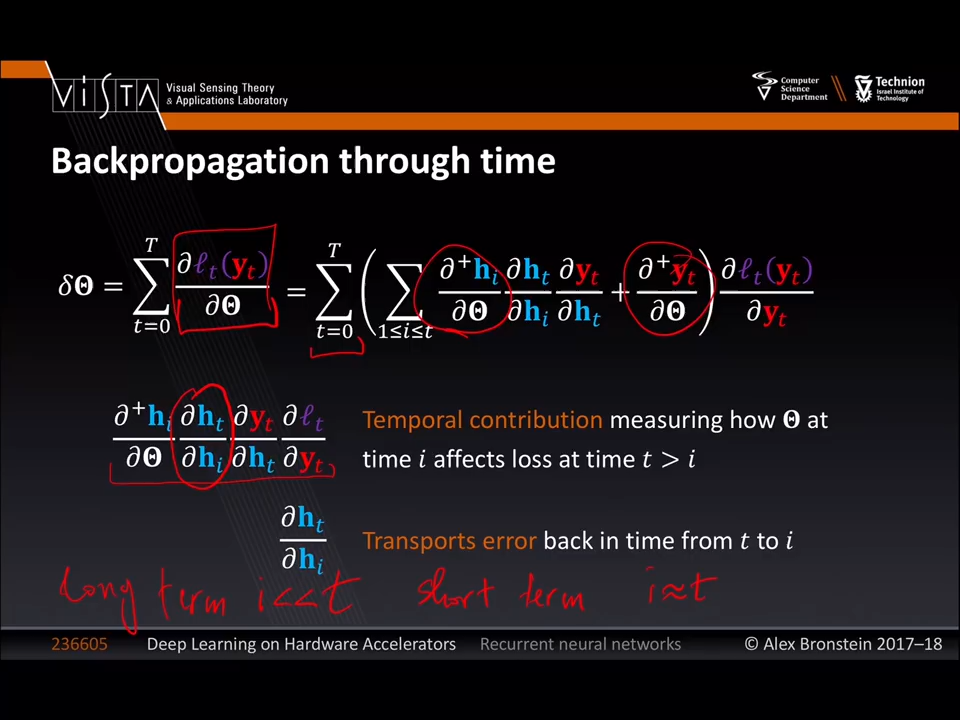 ViSTA Visual Sensing Theory & Applications Laboratory
Computer Science Department
Technion Israel Institute of Technology
Backpropagation through time
δΘ = ∑_{t=0}^{T} ∂ℓ_t(y_t)/∂Θ = ∑_{t=0}^{T} ( ∑_{1≤i≤t} ∂⁺h_i/∂Θ ∂h_t/∂h_i ∂y_t/∂h_t + ∂⁺y_t/∂Θ ) ∂ℓ_t(y_t)/∂y_t
∂⁺h_i/∂Θ ∂h_t/∂h_i ∂y_t/∂h_t ∂ℓ_t/∂y_t Temporal contribution measuring how Θ at
time i affects loss at time t > i
∂h_t/∂h_i Transports error back in time from t to i
long term i<<t short term i≈t
236605 Deep Learning on Hardware Accelerators Recurrent neural networks © Alex Bronstein 2017–18